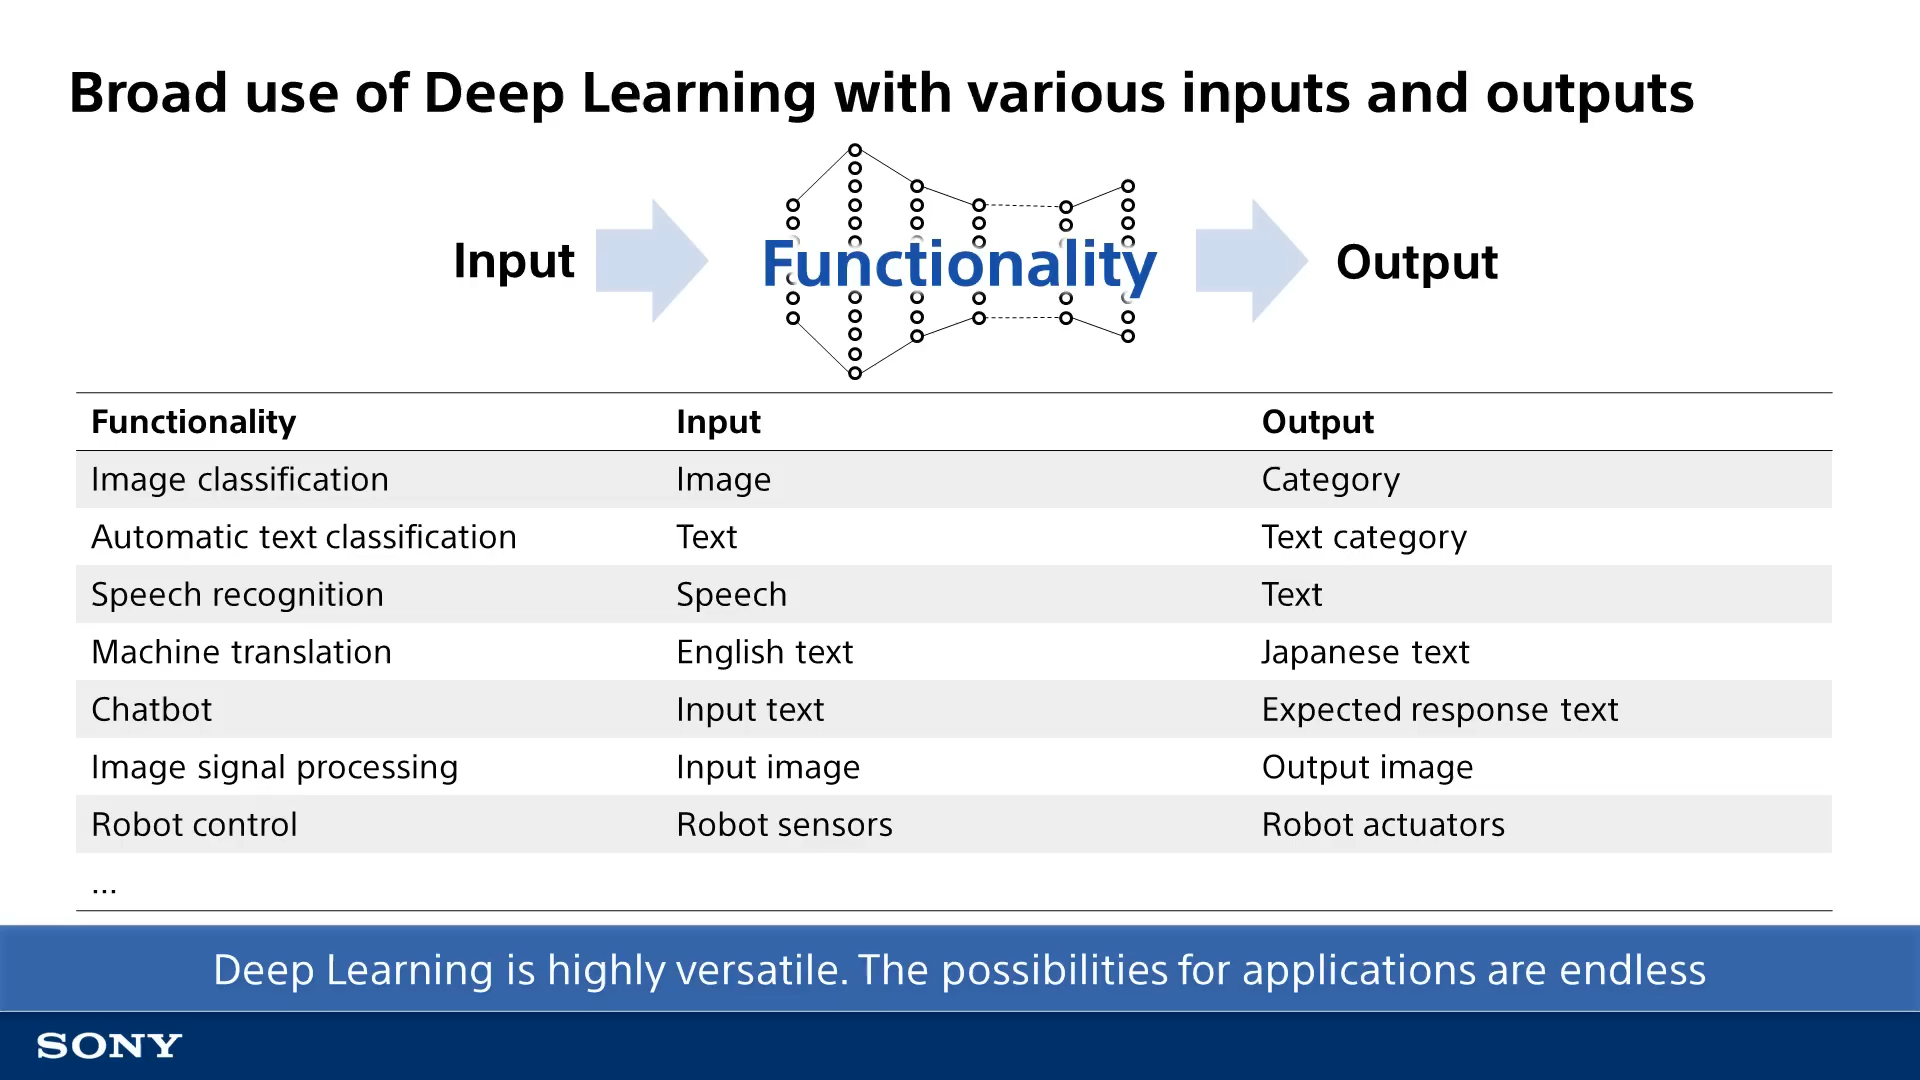 Broad use of Deep Learning with various inputs and outputs
Input Functionality Output
Functionality Input Output
Image classification Image Category
Automatic text classification Text Text category
Speech recognition Speech Text
Machine translation English text Japanese text
Chatbot Input text Expected response text
Image signal processing Input image Output image
Robot control Robot sensors Robot actuators
...
Deep Learning is highly versatile. The possibilities for applications are endless
SONY